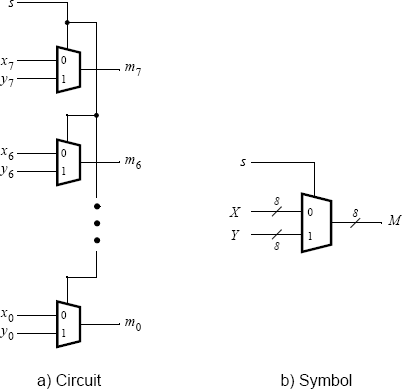 s
x7
y7
0
1
m7
x6
y6
0
1
m6
x0
y0
0
1
m0
a) Circuit
s
X
8
Y
8
0
1
8
M
b) Symbol